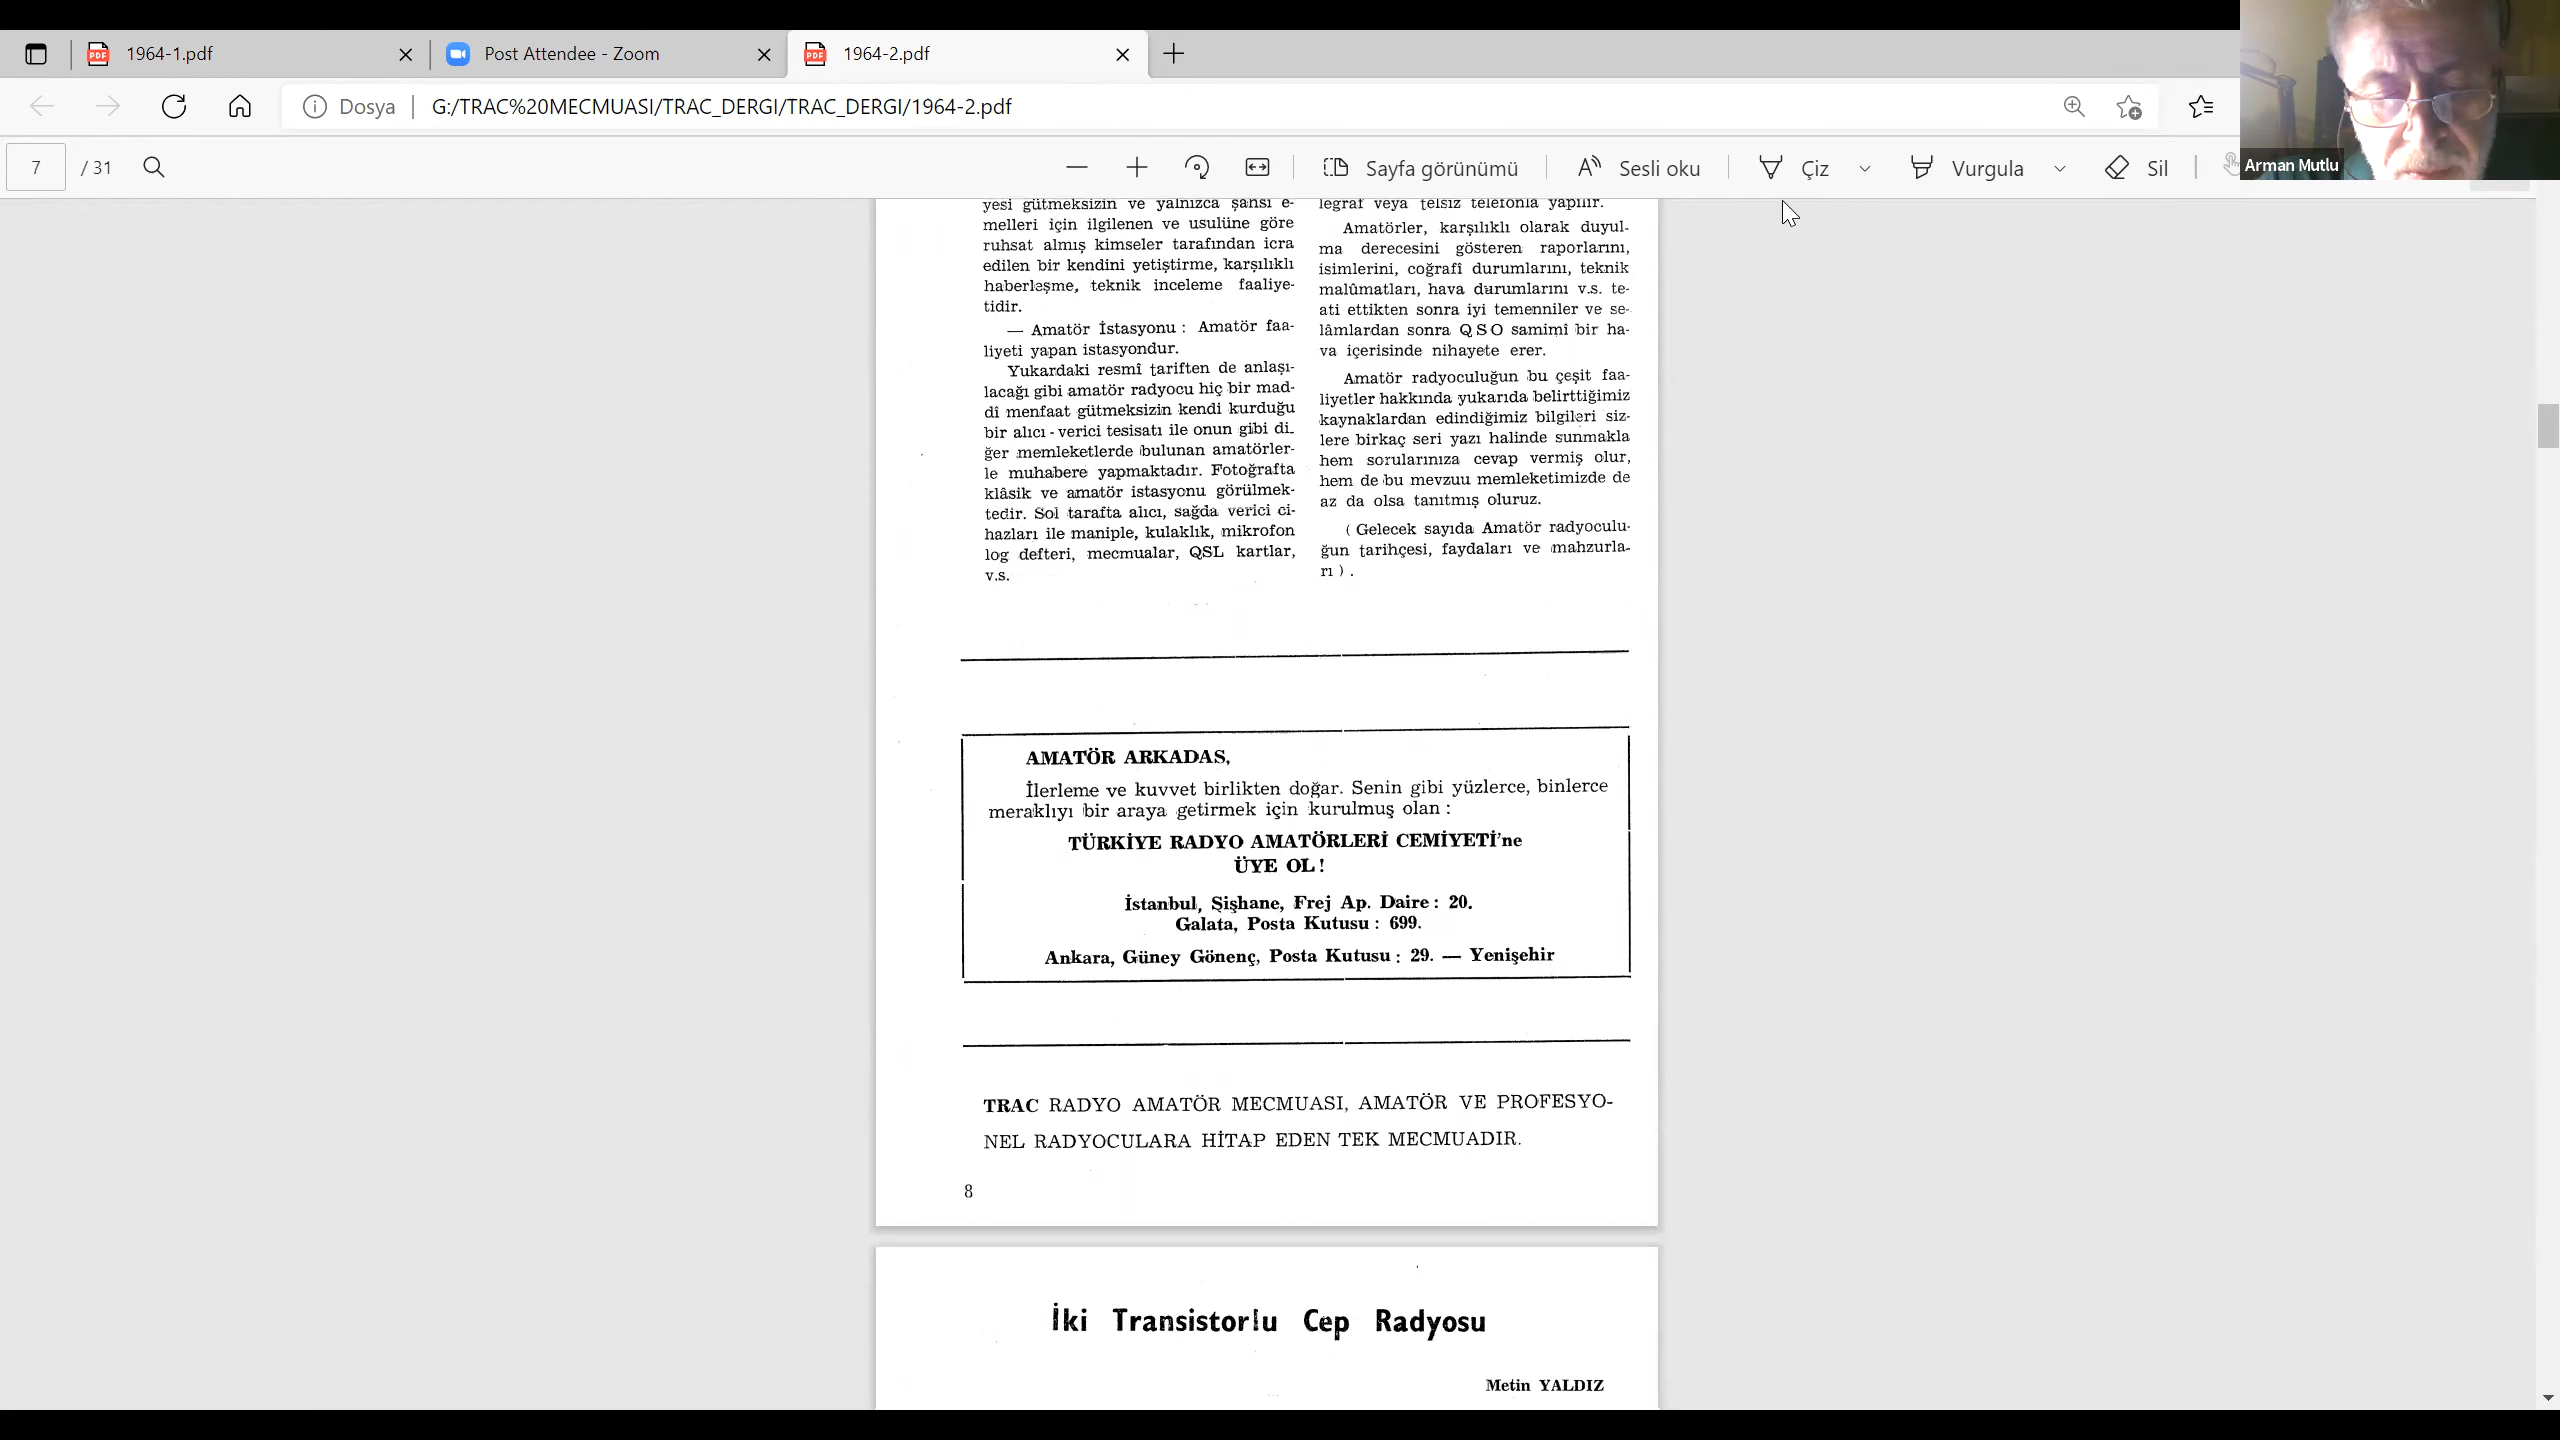 1964-1.pdf
Post Attendee - Zoom
1964-2.pdf
Dosya
G:/TRAC%20MECMUASI/TRAC_DERGI/TRAC_DERGI/1964-2.pdf
7
/ 31
Sayfa görünümü
Sesli oku
Çiz
Vurgula
Sil
Arman Mutlu
yesi gütmeksizin ve yalnızca şahsi e-
melleri için ilgilenen ve usulüne göre
ruhsat almış kimseler tarafından icra
edilen bir kendini yetiştirme, karşılıklı
haberleşme, teknik inceleme faaliye-
tidir.
— Amatör İstasyonu : Amatör faa-
liyeti yapan istasyondur.
Yukardaki resmî tariften de anlaşı-
lacağı gibi amatör radyocu hiç bir mad-
dî menfaat gütmeksizin kendi kurduğu
bir alıcı - verici tesisatı ile onun gibi di-
ğer memleketlerde bulunan amatörler-
le muhabere yapmaktadır. Fotoğrafta
klâsik ve amatör istasyonu görülmek-
tedir. Sol tarafta alıcı, sağda verici ci-
hazları ile maniple, kulaklık, mikrofon
log defteri, mecmualar, QSL kartlar,
v.s.
legraf veya telsiz telefonla yapılır.
Amatörler, karşılıklı olarak duyul-
ma derecesini gösteren raporlarını,
isimlerini, coğrafî durumlarını, teknik
malûmatları, hava durumlarını v.s. te-
ati ettikten sonra iyi temenniler ve se-
lâmlardan sonra Q S O samimî bir ha-
va içerisinde nihayete erer.
Amatör radyoculuğun bu çeşit faa-
liyetler hakkında yukarıda belirttiğimiz
kaynaklardan edindiğimiz bilgileri siz-
lere birkaç seri yazı halinde sunmakla
hem sorularınıza cevap vermiş olur,
hem de bu mevzuu memleketimizde de
az da olsa tanıtmış oluruz.
( Gelecek sayıda Amatör radyoculu-
ğun tarihçesi, faydaları ve mahzurla-
rı ) .
AMATÖR ARKADAS,
İlerleme ve kuvvet birlikten doğar. Senin gibi yüzlerce, binlerce
meraklıyı bir araya getirmek için kurulmuş olan :
TÜRKİYE RADYO AMATÖRLERİ CEMİYETİ'ne
ÜYE OL !
İstanbul, Şişhane, Frej Ap. Daire : 20.
Galata, Posta Kutusu : 699.
Ankara, Güney Gönenç, Posta Kutusu : 29. — Yenişehir
TRAC RADYO AMATÖR MECMUASI, AMATÖR VE PROFESYO-
NEL RADYOCULARA HİTAP EDEN TEK MECMUADIR.
8
İki Transistorlu Cep Radyosu
Metin YALDIZ